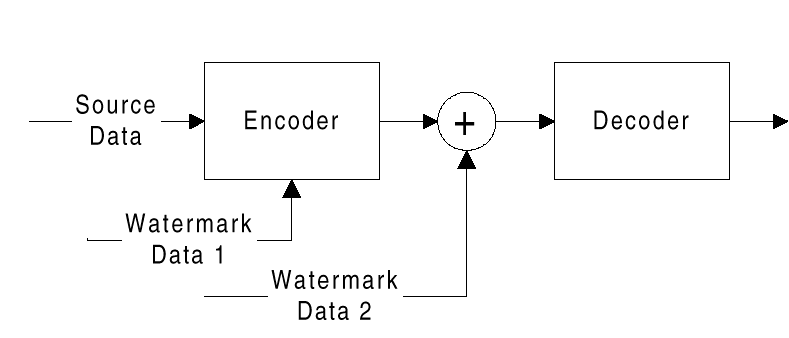 Source
Data
Encoder
+
Decoder
Watermark
Data 1
Watermark
Data 2